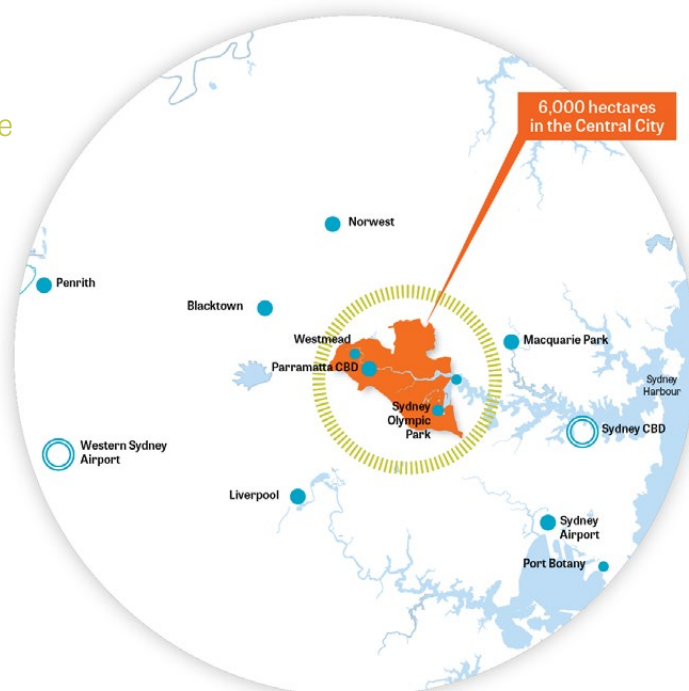 e
6,000 hectares
in the Central City
Norwest
Penrith
Blacktown
Westmead
Macquarie Park
Parramatta CBD
Sydney
Harbour
Sydney
Olympic
Park
Sydney CBD
Western Sydney
Airport
Liverpool
Sydney
Airport
Port Botany